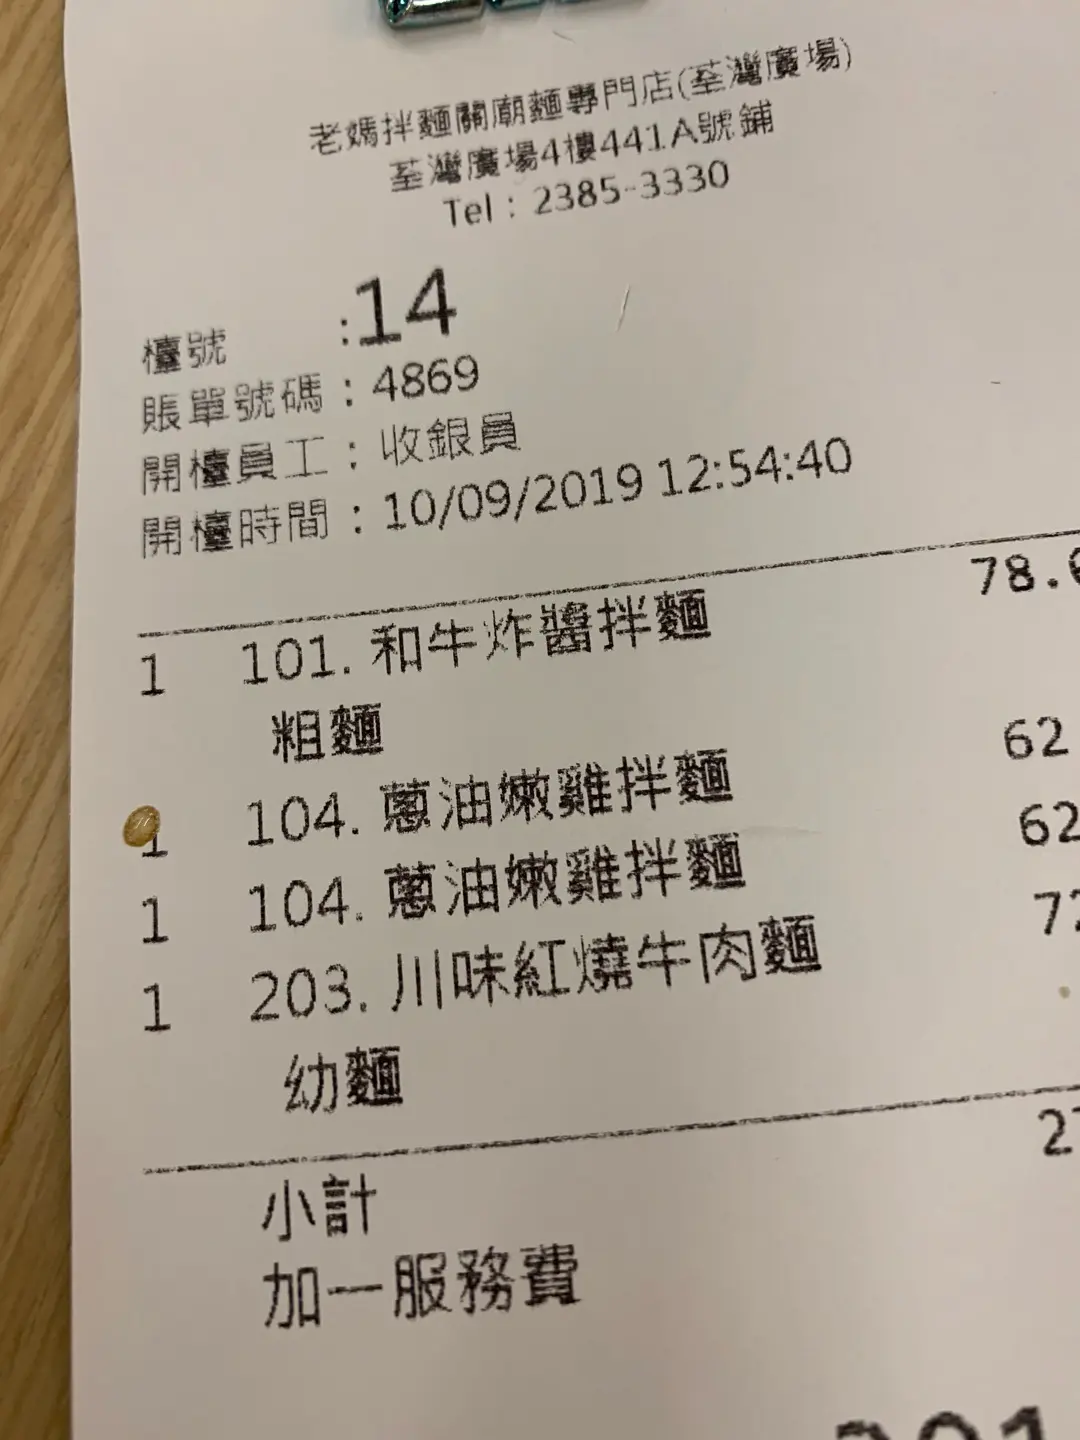 老媽拌麵關廟麵專門店(荃灣廣場)
荃灣廣場4樓441A號鋪
Tel : 2385-3330
檯號 :14
賬單號碼 : 4869
開檯員工 : 收銀員
開檯時間 : 10/09/2019 12:54:40
1 101. 和牛炸醬拌麵 78.
粗麵
1 104. 蔥油嫩雞拌麵 62
1 104. 蔥油嫩雞拌麵 62
1 203. 川味紅燒牛肉麵 7
幼麵
小計 2
加一服務費